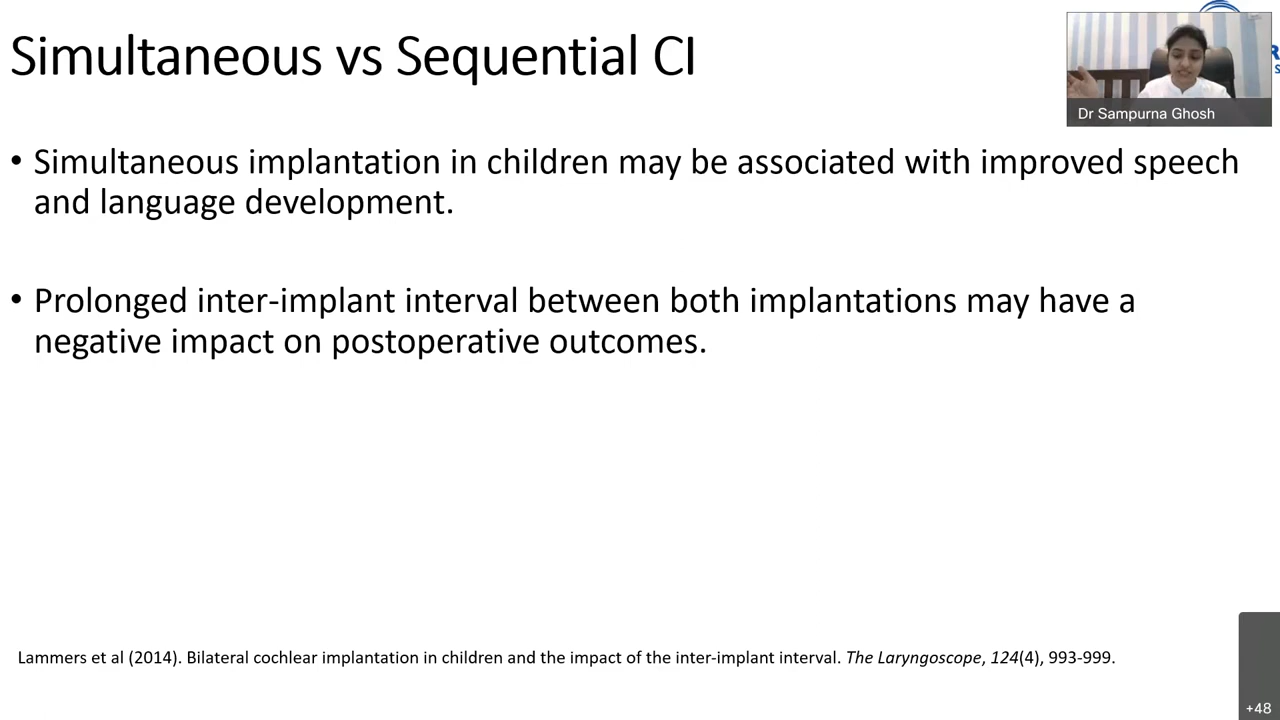 Simultaneous vs Sequential CI
Dr Sampurna Ghosh
• Simultaneous implantation in children may be associated with improved speech
and language development.
• Prolonged inter-implant interval between both implantations may have a
negative impact on postoperative outcomes.
Lammers et al (2014). Bilateral cochlear implantation in children and the impact of the inter-implant interval. The Laryngoscope, 124(4), 993-999.
+48